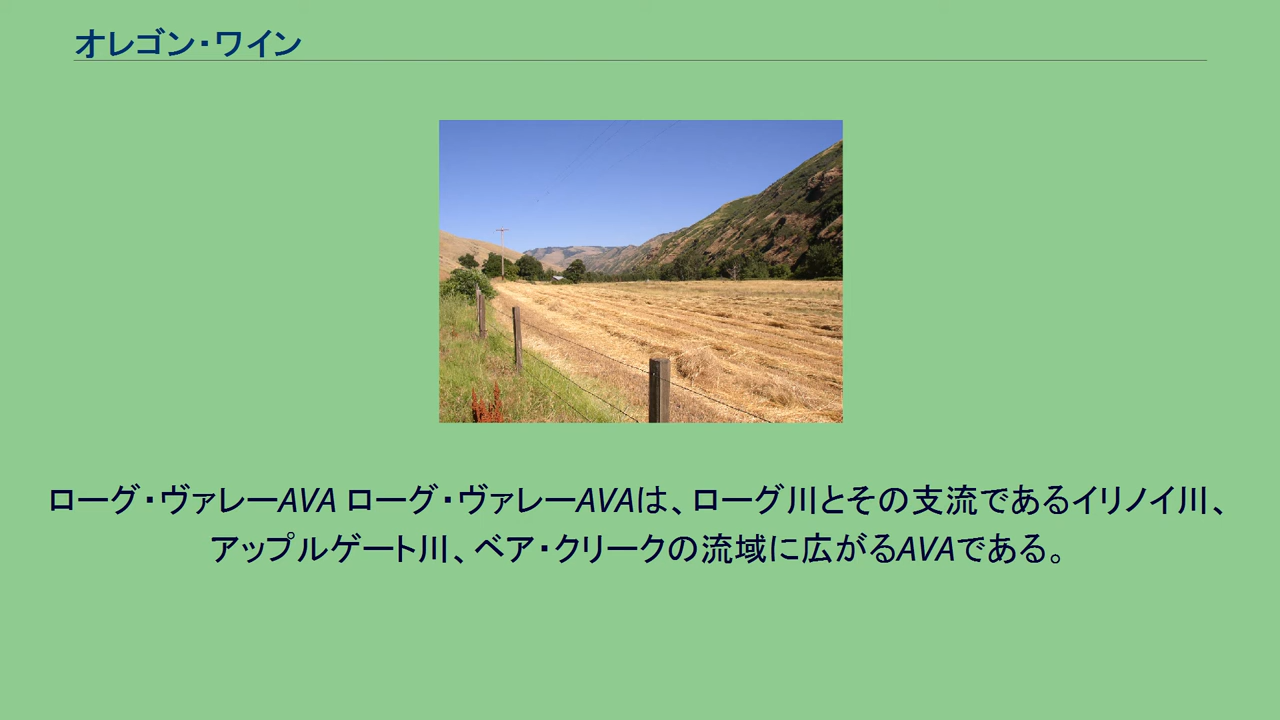 オレゴン・ワイン
ローグ・ヴァレーAVA ローグ・ヴァレーAVAは、ローグ川とその支流であるイリノイ川、
アップルゲート川、ベア・クリークの流域に広がるAVAである。